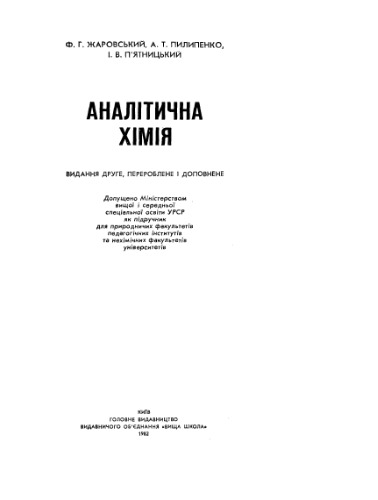 Ф. Г. ЖАРОВСЬКИЙ, А. Т. ПИЛИПЕНКО,
І. В. П'ЯТНИЦЬКИЙ
АНАЛІТИЧНА
ХІМІЯ
ВИДАННЯ ДРУГЕ, ПЕРЕРОБЛЕНЕ І ДОПОВНЕНЕ
Допущено Міністерством
вищої і середньої
спеціальної освіти УРСР
як підручник
для природничих факультетів
педагогічних інститутів
та нехімічних факультетів
університетів
КИЇВ
ГОЛОВНЕ ВИДАВНИЦТВО
ВИДАВНИЧОГО ОБ'ЄДНАННЯ «ВИЩА ШКОЛА»
1982